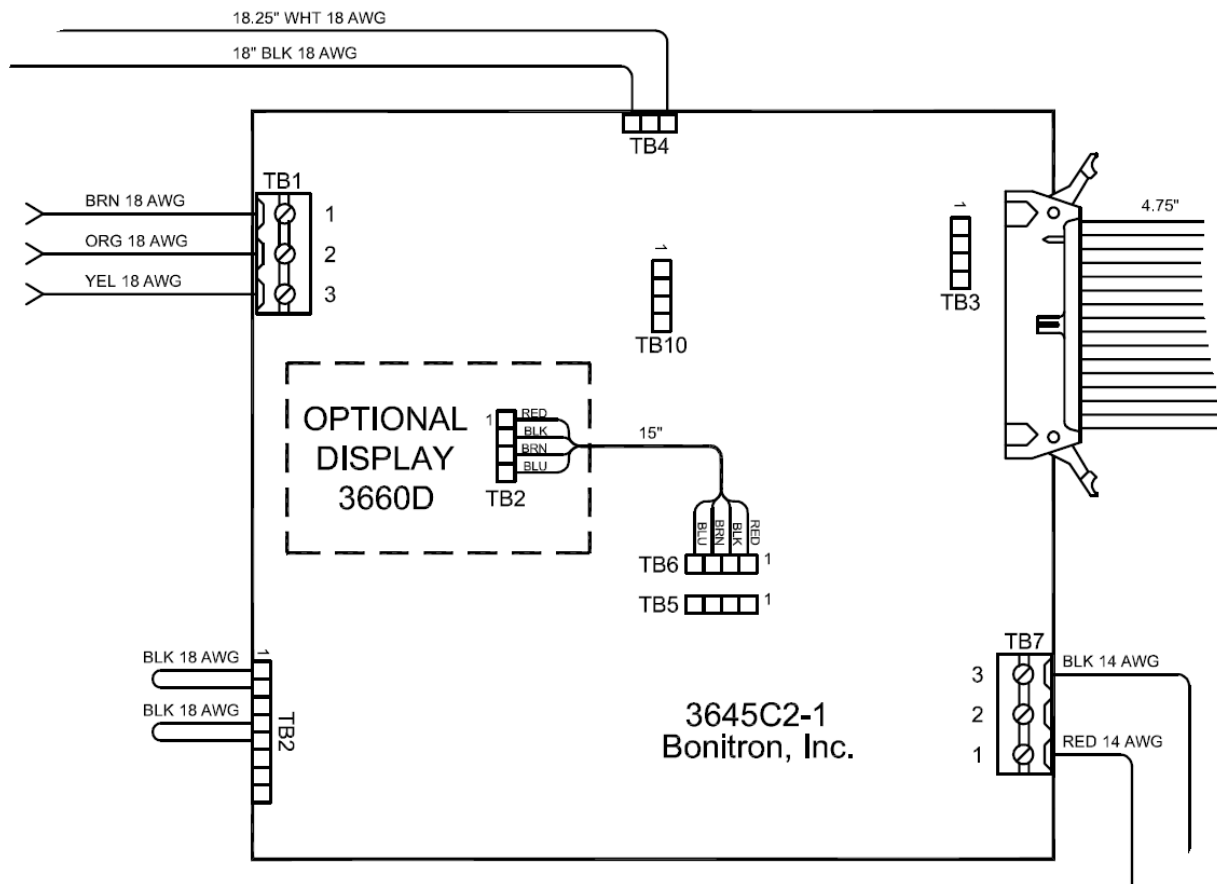 18.25" WHT 18 AWG
18" BLK 18 AWG
TB4
TB1
BRN 18 AWG
1
ORG 18 AWG
2
YEL 18 AWG
3
1
TB10
1
TB3
4.75"
OPTIONAL
DISPLAY
3660D
1
RED
BLK
BRN
BLU
TB2
15"
BLU
BRN
BLK
RED
TB6
1
TB5
1
BLK 18 AWG
BLK 18 AWG
1
TB2
3645C2-1
Bonitron, Inc.
TB7
3
BLK 14 AWG
2
1
RED 14 AWG